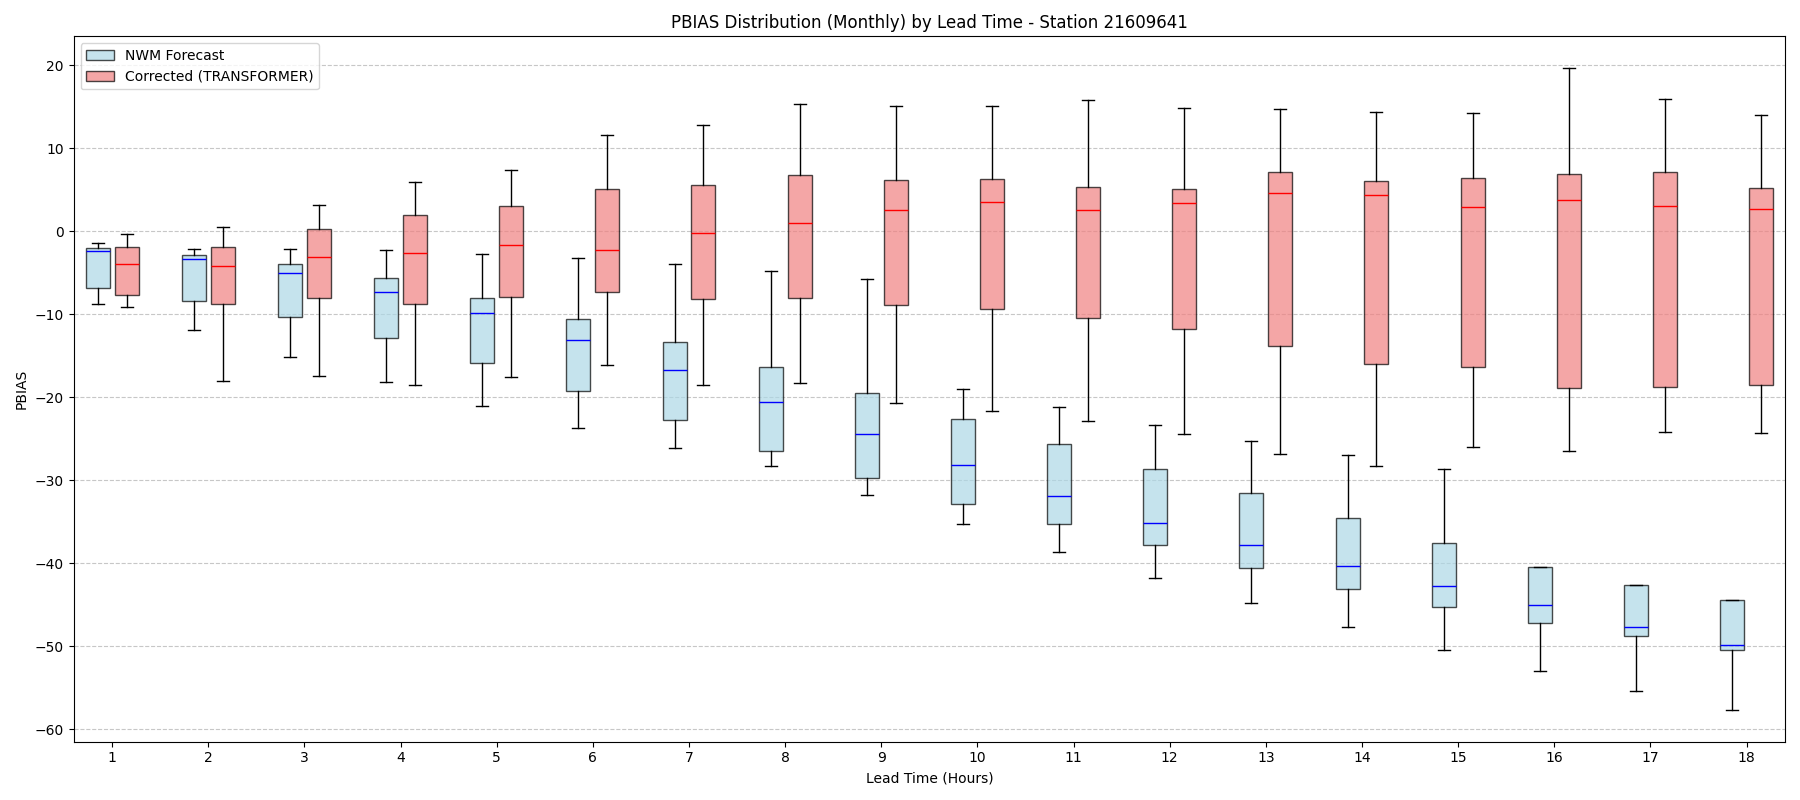 PBIAS Distribution (Monthly) by Lead Time - Station 21609641
NWM Forecast
Corrected (TRANSFORMER)
PBIAS
20
10
0
−10
−20
−30
−40
−50
−60
1 2 3 4 5 6 7 8 9 10 11 12 13 14 15 16 17 18
Lead Time (Hours)